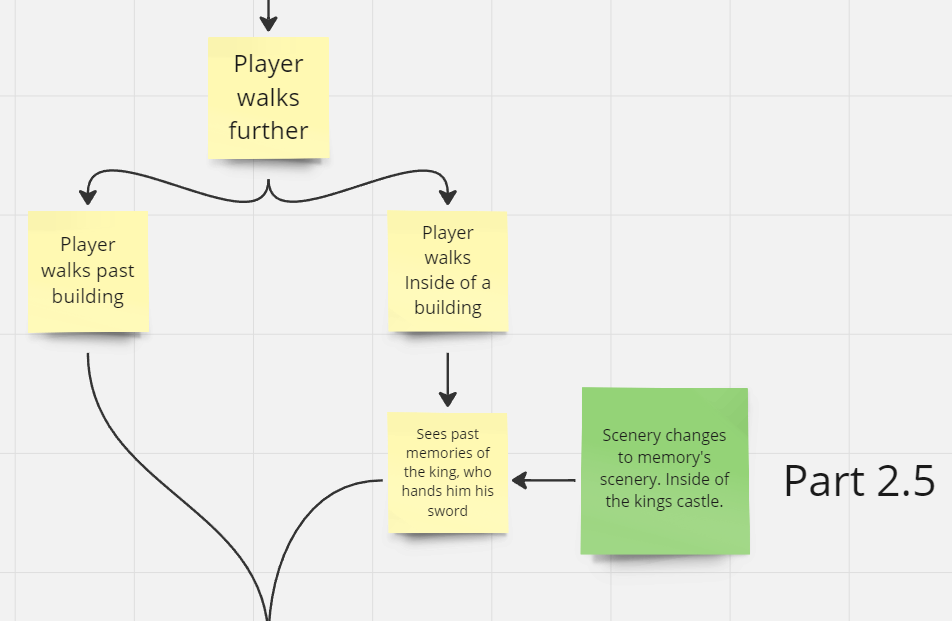 Player
walks
further
Player
walks past
building
Player
walks
Inside of a
building
Sees past
memories of
the king, who
hands him his
sword
Scenery changes
to memory's
scenery. Inside of
the kings castle.
Part 2.5